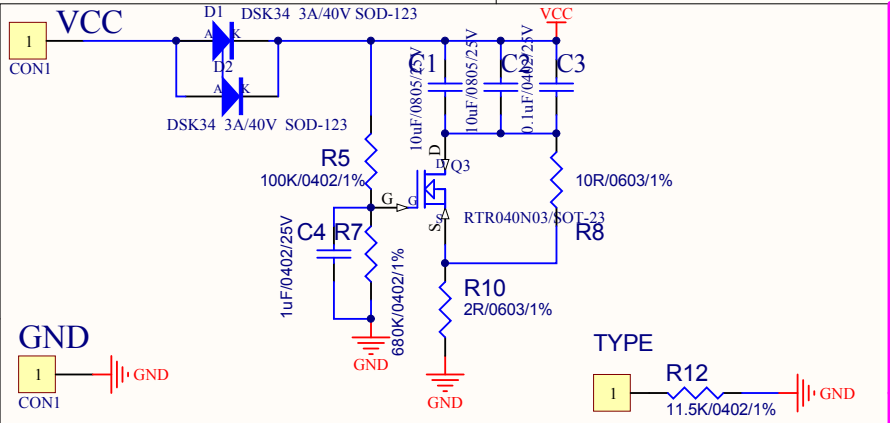 D1 DSK34 3A/40V SOD-123
VCC
VCC
1
CON1
A K
D2
A K
DSK34 3A/40V SOD-123
C1
10uF/0805/25V
C2
10uF/0805/25V
C3
0.1uF/0402/25V
R5
100K/0402/1%
D
D
Q3
G
G
S
S
RTR040N03/SOT-23
10R/0603/1%
R8
C4
1uF/0402/25V
R7
680K/0402/1%
GND
R10
2R/0603/1%
GND
GND
1
CON1
GND
TYPE
1
R12
11.5K/0402/1%
GND